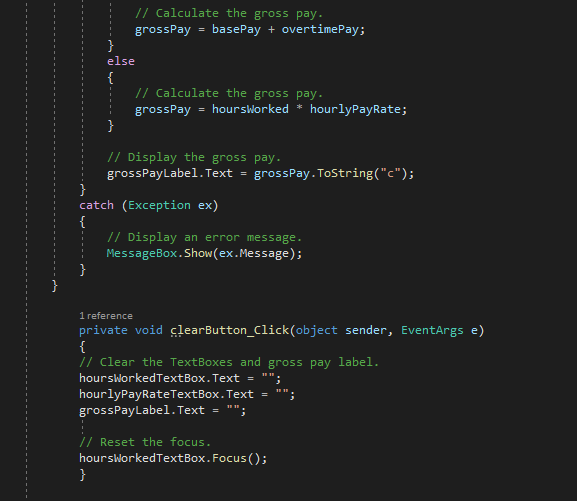 // Calculate the gross pay.
grossPay = basePay + overtimePay;
}
else
{
// Calculate the gross pay.
grossPay = hoursWorked * hourlyPayRate;
}
// Display the gross pay.
grossPayLabel.Text = grossPay.ToString("c");
}
catch (Exception ex)
{
// Display an error message.
MessageBox.Show(ex.Message);
}
}
1 reference
private void clearButton_Click(object sender, EventArgs e)
{
// Clear the TextBoxes and gross pay label.
hoursWorkedTextBox.Text = "";
hourlyPayRateTextBox.Text = "";
grossPayLabel.Text = "";
// Reset the focus.
hoursWorkedTextBox.Focus();
}